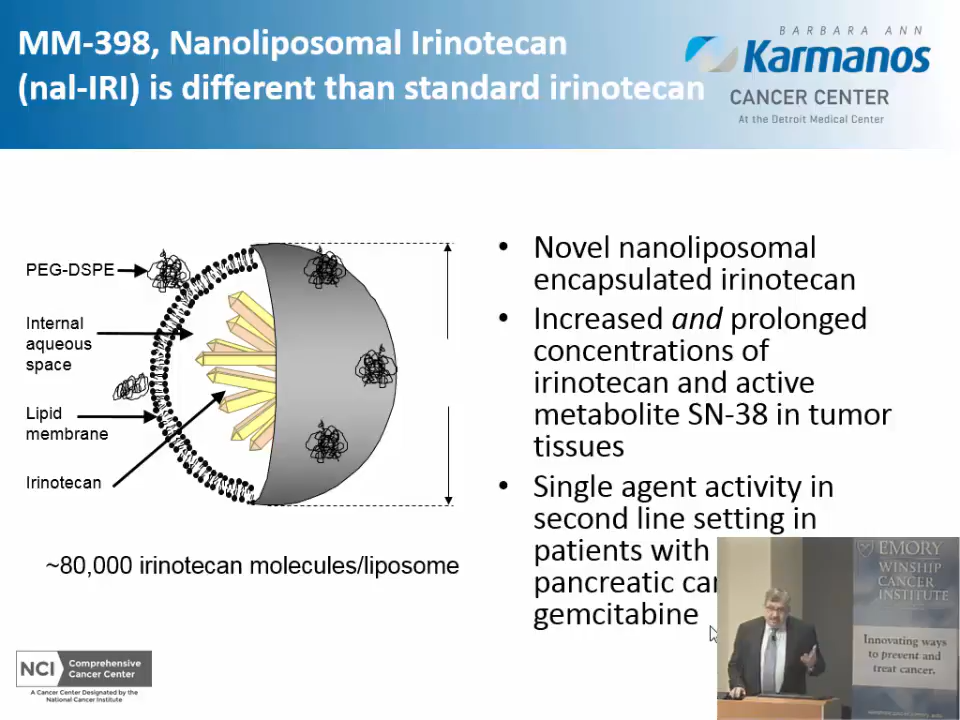 MM-398, Nanoliposomal Irinotecan
(nal-IRI) is different than standard irinotecan
BARBARA ANN
Karmanos
CANCER CENTER
At the Detroit Medical Center
PEG-DSPE
Internal
aqueous
space
Lipid
membrane
Irinotecan
~80,000 irinotecan molecules/liposome
• Novel nanoliposomal
encapsulated irinotecan
• Increased and prolonged
concentrations of
irinotecan and active
metabolite SN-38 in tumor
tissues
• Single agent activity in
second line setting in
patients with
pancreatic
gemcitabine
NCI
Comprehensive
Cancer Center
A Cancer Center Designated by the
National Cancer Institute
EMORY
WINSHIP
CANCER
INSTITUTE
Innovating ways
to prevent and
treat cancer.